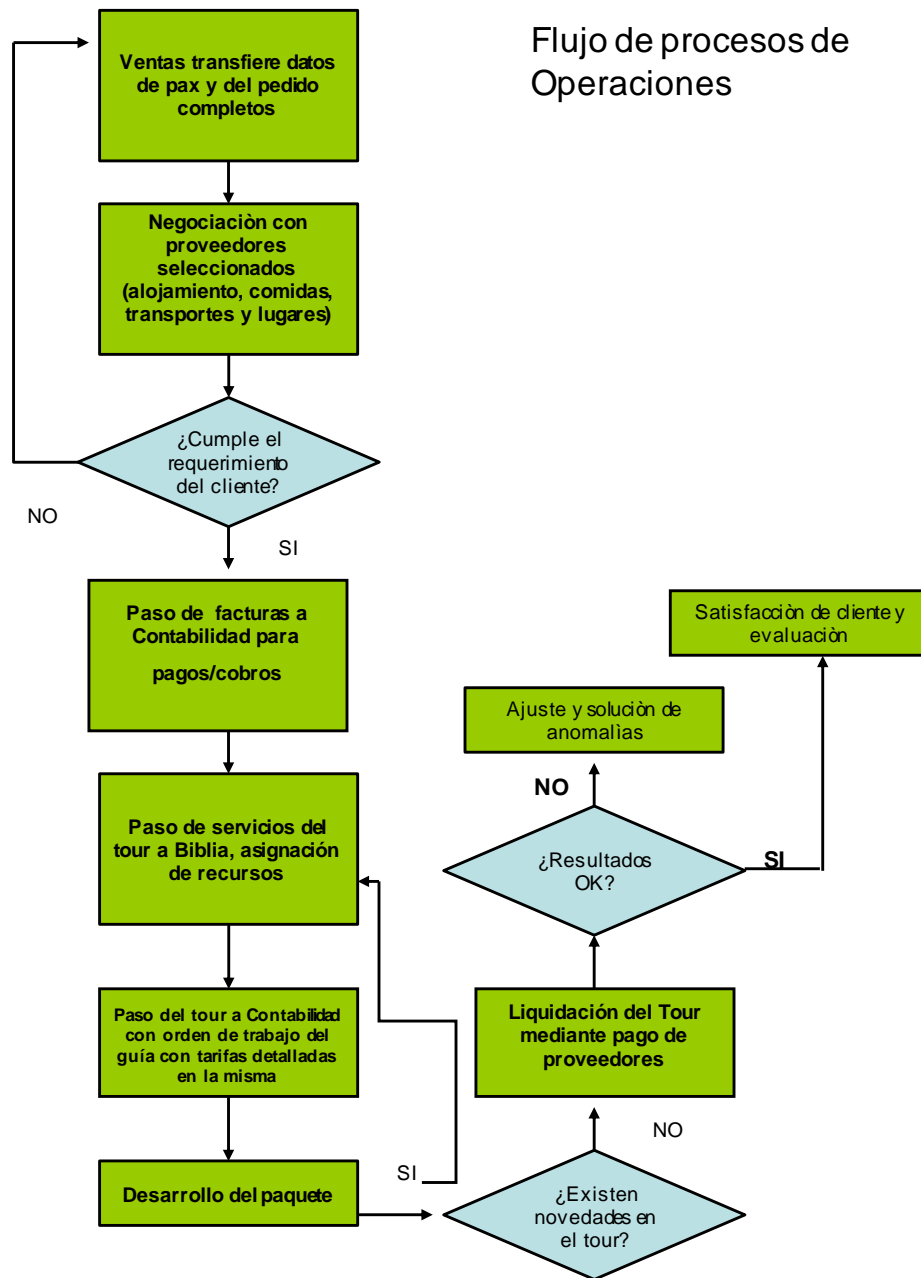 Flujo de procesos de
Operaciones
Ventas transfiere datos
de pax y del pedido
completos
Negociaciòn con
proveedores
seleccionados
(alojamiento, comidas,
transportes y lugares)
¿Cumple el
requerimiento
del cliente?
NO
SI
Paso de facturas a
Contabilidad para
pagos/cobros
Paso de servicios del
tour a Biblia, asignación
de recursos
Paso del tour a Contabilidad
con orden de trabajo del
guía con tarifas detalladas
en la misma
Desarrollo del paquete
SI
¿Existen
novedades en
el tour?
NO
Liquidación del Tour
mediante pago de
proveedores
¿Resultados
OK?
NO
SI
Ajuste y soluciòn de
anomalìas
Satisfacciòn de cliente y
evaluaciòn